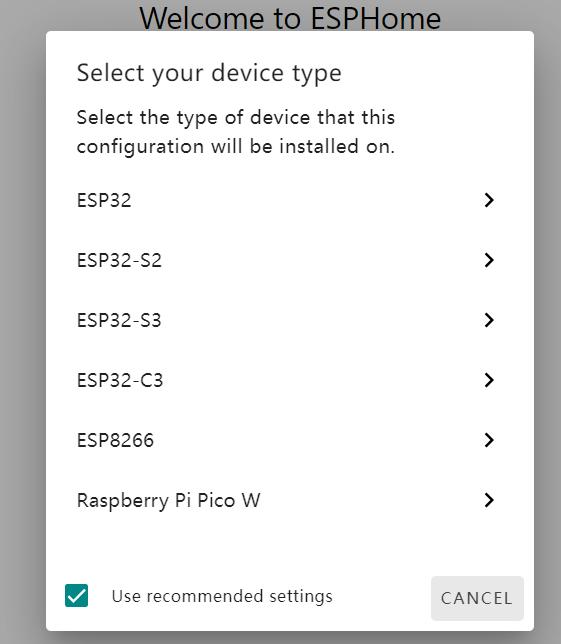 Welcome to ESPHome
Select your device type
Select the type of device that this
configuration will be installed on.
ESP32
ESP32-S2
ESP32-S3
ESP32-C3
ESP8266
Raspberry Pi Pico W
Use recommended settings
CANCEL